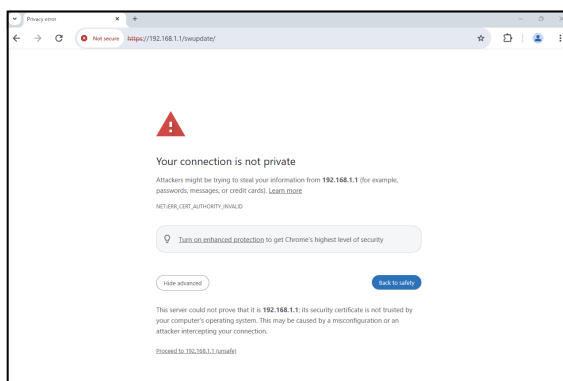 Privacy error
Not secure
https://192.168.1.1/swupdate/
Your connection is not private
Attackers might be trying to steal your information from 192.168.1.1 (for example,
passwords, messages, or credit cards). Learn more
NET::ERR_CERT_AUTHORITY_INVALID
Turn on enhanced protection to get Chrome's highest level of security
Hide advanced
Back to safety
This server could not prove that it is 192.168.1.1; its security certificate is not trusted by
your computer's operating system. This may be caused by a misconfiguration or an
attacker intercepting your connection.
Proceed to 192.168.1.1 (unsafe)